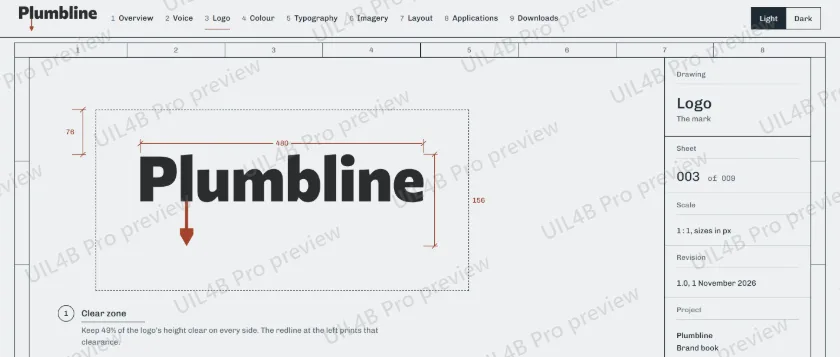 Plumbline
1 Overview 2 Voice 3 Logo 4 Colour 5 Typography 6 Imagery 7 Layout 8 Applications 9 Downloads
Light Dark
1 2 3 4 5 6 7 8
Drawing
Logo
The mark
Sheet
003 of 009
Scale
1 : 1, sizes in px
Revision
1.0, 1 November 2026
Project
Plumbline
Brand book
76
480
Plumbline
156
1 Clear zone
Keep 49% of the logo's height clear on every side. The redline at the left prints that
clearance.
UIL4B Pro preview